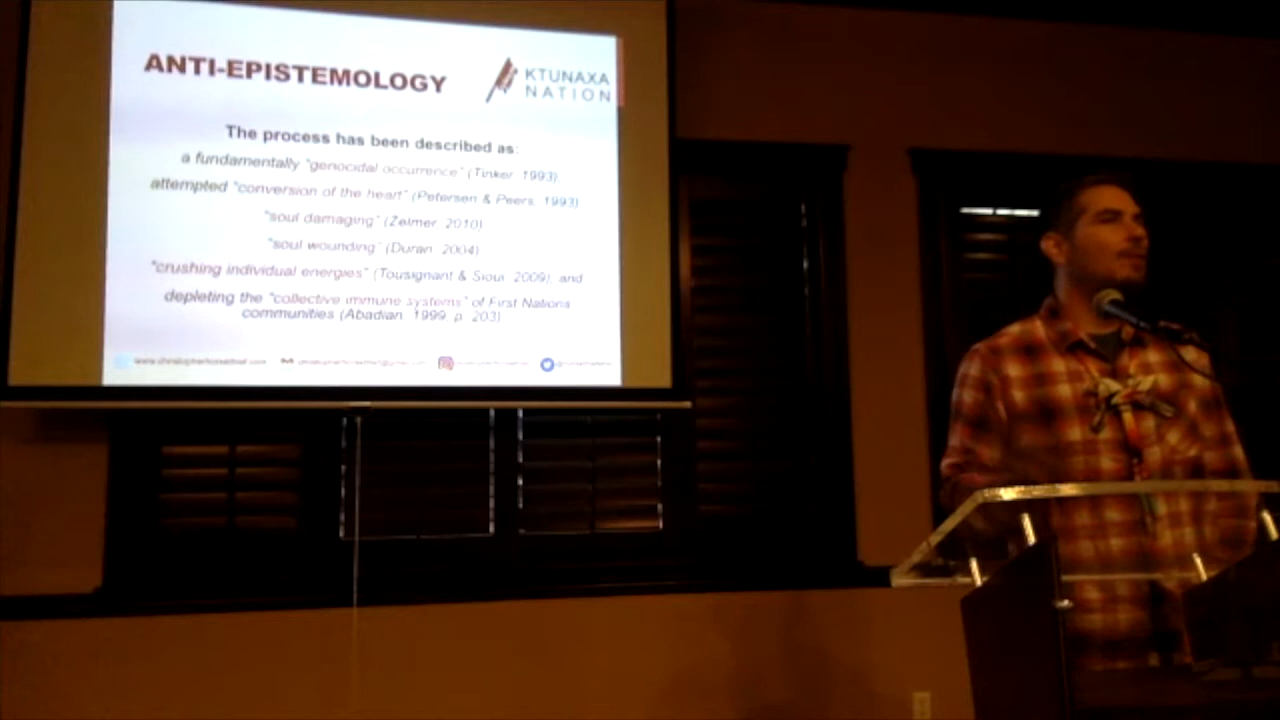 ANTI-EPISTEMOLOGY
KTUNAXA
NATION
The process has been described as:
a fundamentally "genocidal occurrence" (Tinker, 1993),
attempted "conversion of the heart" (Petersen & Peers, 1993)
"soul damaging" (Zelmer, 2010)
"soul wounding" (Duran, 2004)
"crushing individual energies" (Tousignant & Sioui, 2009), and
depleting the "collective immune systems" of First Nations
communities (Abadian, 1999, p. 203)